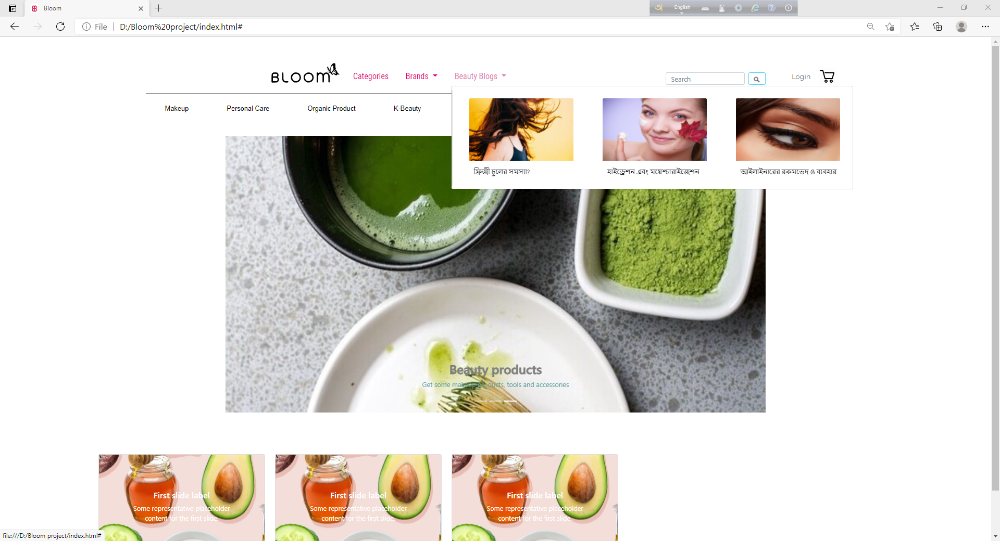 Bloom
English
File
D:/Bloom%20project/index.html#
BLOOM
Categories
Brands
Beauty Blogs
Search
Login
Makeup
Personal Care
Organic Product
K-Beauty
ফ্রিজী চুলের সমস্যা?
হাইড্রেশন এবং ময়েশ্চারাইজেশন
আইলাইনারের রকমভেদ ও ব্যবহার
Beauty products
Get some makeup products, tools and accessories
First slide label
Some representative placeholder
content for the first slide.
First slide label
Some representative placeholder
content for the first slide.
First slide label
Some representative placeholder
content for the first slide.
file:///D:/Bloom project/index.html#